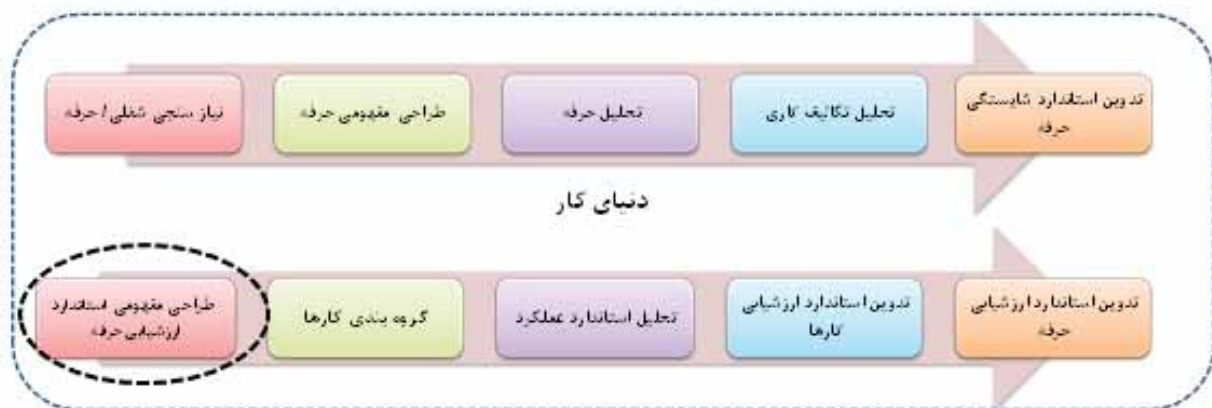 نیاز سنجی شغلی / حرفه
طراحی مفهومی حرفه
تحلیل حرفه
تحلیل تکالیف کاری
تدوین استاندارد شایستگی
حرفه
دنیای کار
طراحی مفهومی استاندارد
ارزشیابی حرفه
گروه بندی کارها
تحلیل استاندارد عملکرد
تدوین استاندارد ارزشیابی
کارها
تدوین استاندارد ارزشیابی
حرفه